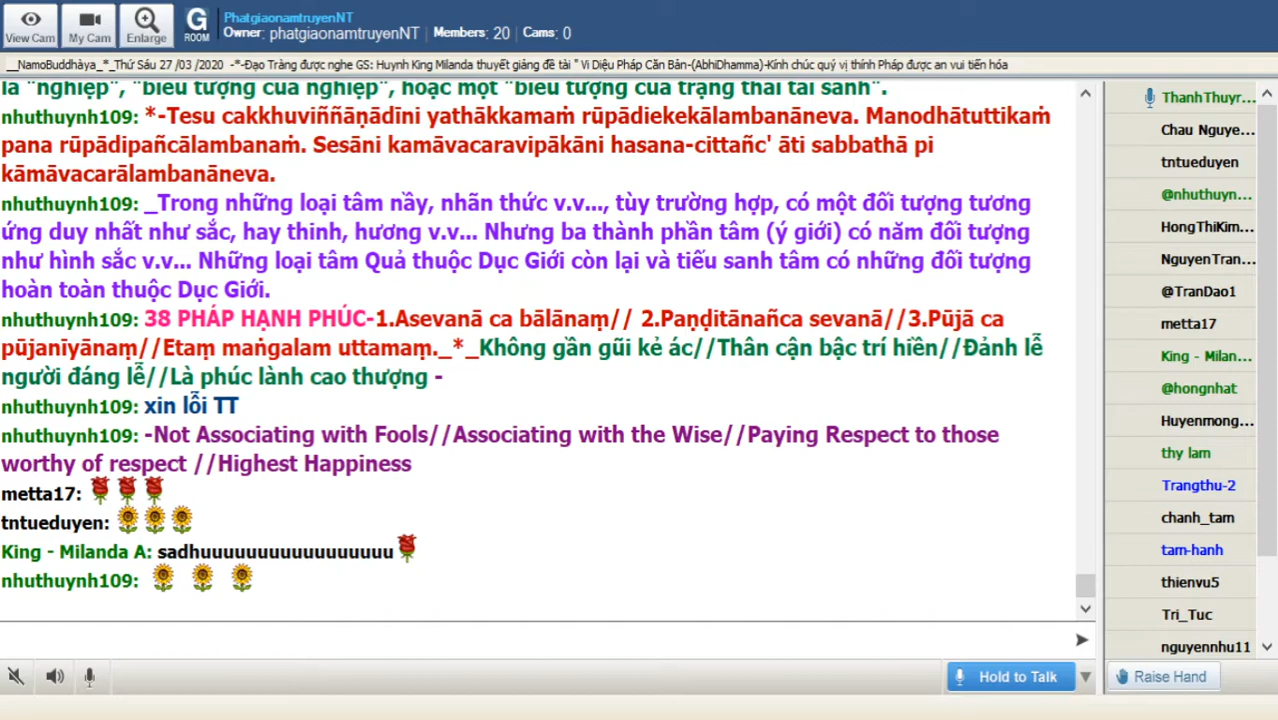 View Cam
My Cam
Enlarge
G
ROOM
PhatgiaonamtruyenNT
Owner: phatgiaonamtruyenNT | Members: 20 | Cams: 0
__NamoBuddhàya_*_Thứ Sáu 27 /03 /2020 -*-Đạo Tràng được nghe GS: Huynh King Milanda thuyết giảng đề tài " Vi Diệu Pháp Căn Bản-(AbhiDhamma)-Kính chúc quý vị thính Pháp được an vui tiến hóa
là "nghiệp", "biểu tượng của nghiệp", hoặc một "biểu tượng của trạng thái tái sanh".
nhuthuynh109: *-Tesu cakkhuviññāṇādīni yathākkamaṁ rūpādiekekālambanāneva. Manodhātuttikaṁ
pana rūpādipañcālambanaṁ. Sesāni kamāvacaravipākāni hasana-cittañc' āti sabbathā pi
kāmāvacarālambanāneva.
nhuthuynh109: _Trong những loại tâm nầy, nhãn thức v.v..., tùy trường hợp, có một đối tượng tương
ứng duy nhất như sắc, hay thinh, hương v.v... Nhưng ba thành phần tâm (ý giới) có năm đối tượng
như hình sắc v.v... Những loại tâm Quả thuộc Dục Giới còn lại và tiếu sanh tâm có những đối tượng
hoàn toàn thuộc Dục Giới.
nhuthuynh109: 38 PHÁP HẠNH PHÚC-1.Asevanā ca bālānaṃ// 2.Paṇḍitānañca sevanā//3.Pūjā ca
pūjanīyānaṃ//Etaṃ maṅgalam uttamaṃ._*_Không gần gũi kẻ ác//Thân cận bậc trí hiền//Đảnh lễ
người đáng lễ//Là phúc lành cao thượng -
nhuthuynh109: xin lỗi TT
nhuthuynh109: -Not Associating with Fools//Associating with the Wise//Paying Respect to those
worthy of respect //Highest Happiness
metta17:
tntueduyen:
King - Milanda A: sadhuuuuuuuuuuuuuuuuu
nhuthuynh109:
Hold to Talk
ThanhThuyr...
Chau Nguye...
tntueduyen
@nhuthuyn...
HongThiKim...
NguyenTran...
@TranDao1
metta17
King - Milan...
@hongnhat
Huyenmong...
thy lam
Trangthu-2
chanh_tam
tam-hanh
thienvu5
Tri_Tuc
nguyennhu11
Raise Hand